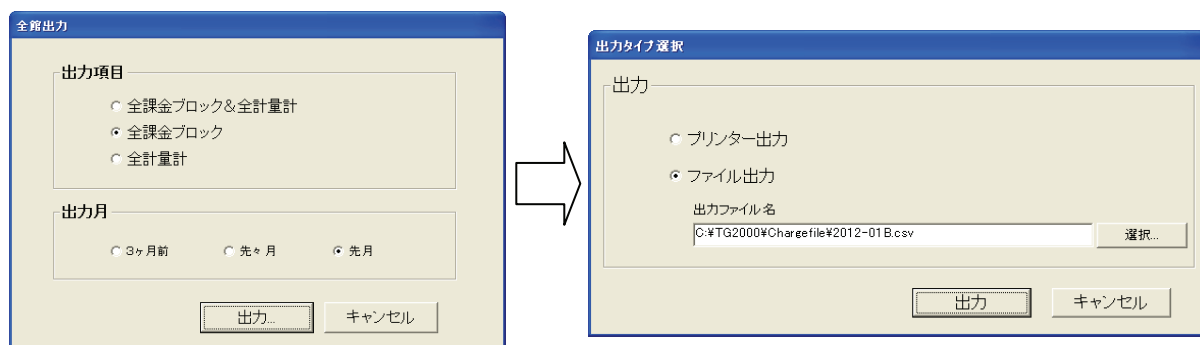 全館出力
出力項目
全課金ブロック&全計量計
全課金ブロック
全計量計
出力月
3ヶ月前
先々月
先月
出力...
キャンセル
出力タイプ選択
出力
プリンター出力
ファイル出力
出力ファイル名
C:¥TG2000¥Chargefile¥2012-01B.csv
選択...
出力
キャンセル